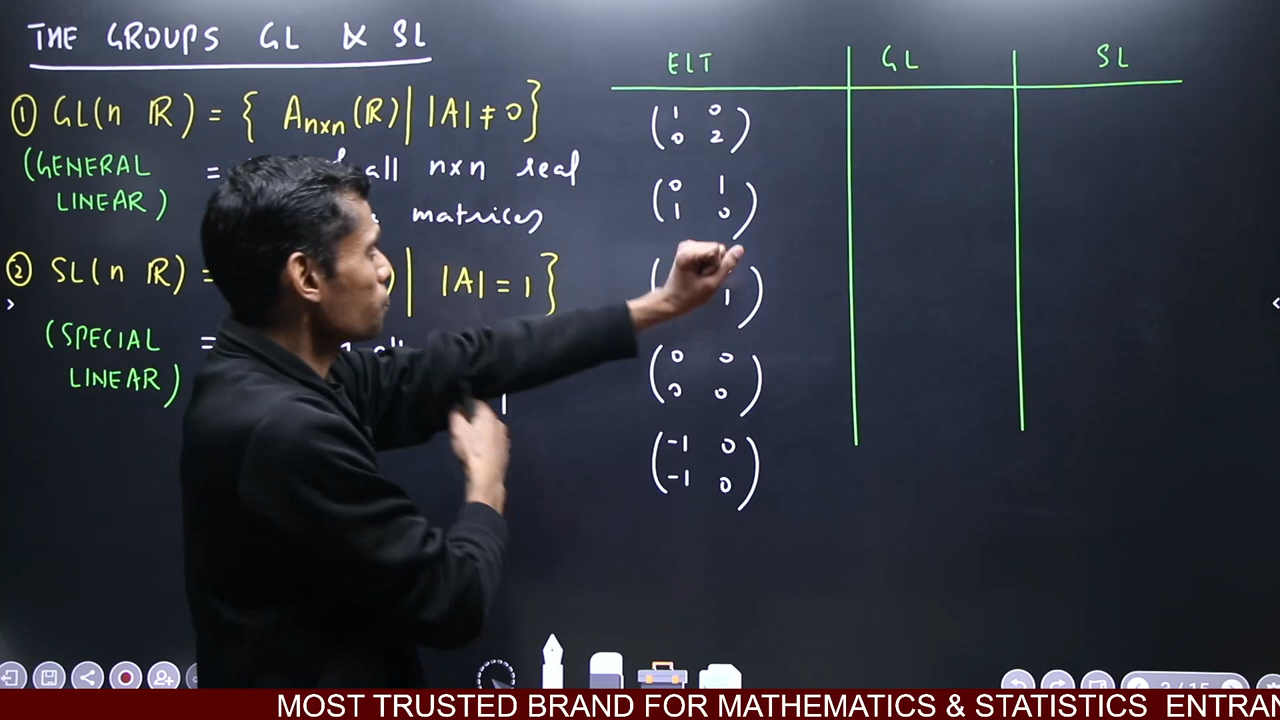 THE GROUPS GL & SL
① GL(n ℝ) = { Aₙₓₙ(ℝ) | |A| ≠ 0 }
(GENERAL LINEAR)
= all n×n real
matrices
② SL(n ℝ) = | |A| = 1 }
(SPECIAL LINEAR)
=
ELT GL SL
(1 0
0 2)
(0 1
1 0)
( 1)
(0 0
0 0)
(-1 0
-1 0)
MOST TRUSTED BRAND FOR MATHEMATICS & STATISTICS